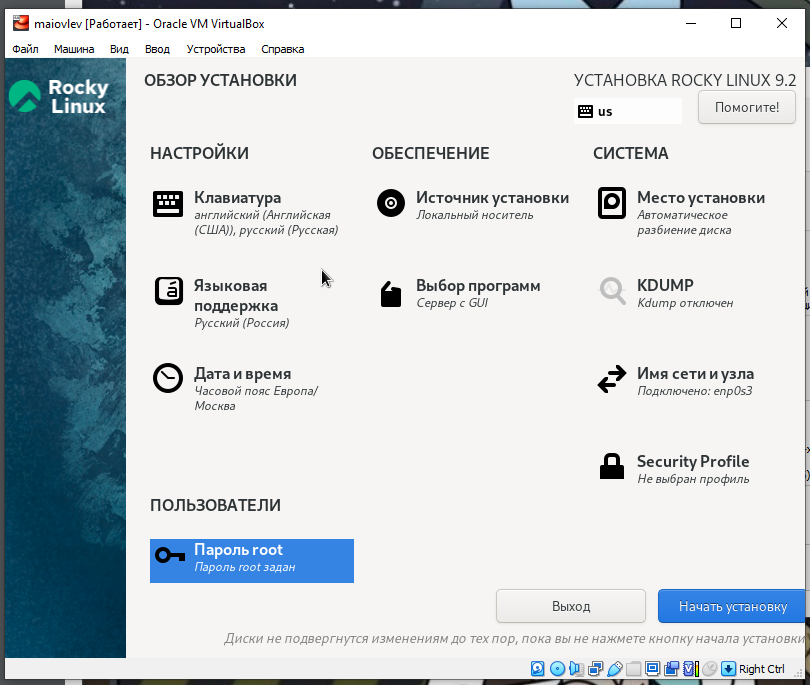 maiovlev [Работает] - Oracle VM VirtualBox
Файл Машина Вид Ввод Устройства Справка
Rocky
Linux
ОБЗОР УСТАНОВКИ
УСТАНОВКА ROCKY LINUX 9.2
us
Помогите!
НАСТРОЙКИ
Клавиатура
английский (Английская
(США)), русский (Русская)
Языковая
поддержка
Русский (Россия)
Дата и время
Часовой пояс Европа/
Москва
ОБЕСПЕЧЕНИЕ
Источник установки
Локальный носитель
Выбор программ
Сервер с GUI
СИСТЕМА
Место установки
Автоматическое
разбиение диска
KDUMP
Kdump отключен
Имя сети и узла
Подключено: enp0s3
Security Profile
Не выбран профиль
ПОЛЬЗОВАТЕЛИ
Пароль root
Пароль root задан
Выход
Начать установку
Диски не подвергнутся изменениям до тех пор, пока вы не нажмете кнопку начала установки
Right Ctrl